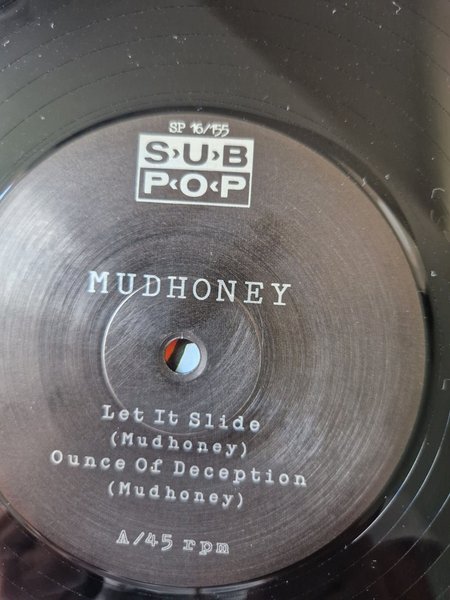 SP 16/155
S›U›B
P‹O‹P
MUDHONEY
Let It Slide
(Mudhoney)
Ounce Of Deception
(Mudhoney)
A/45 rpm